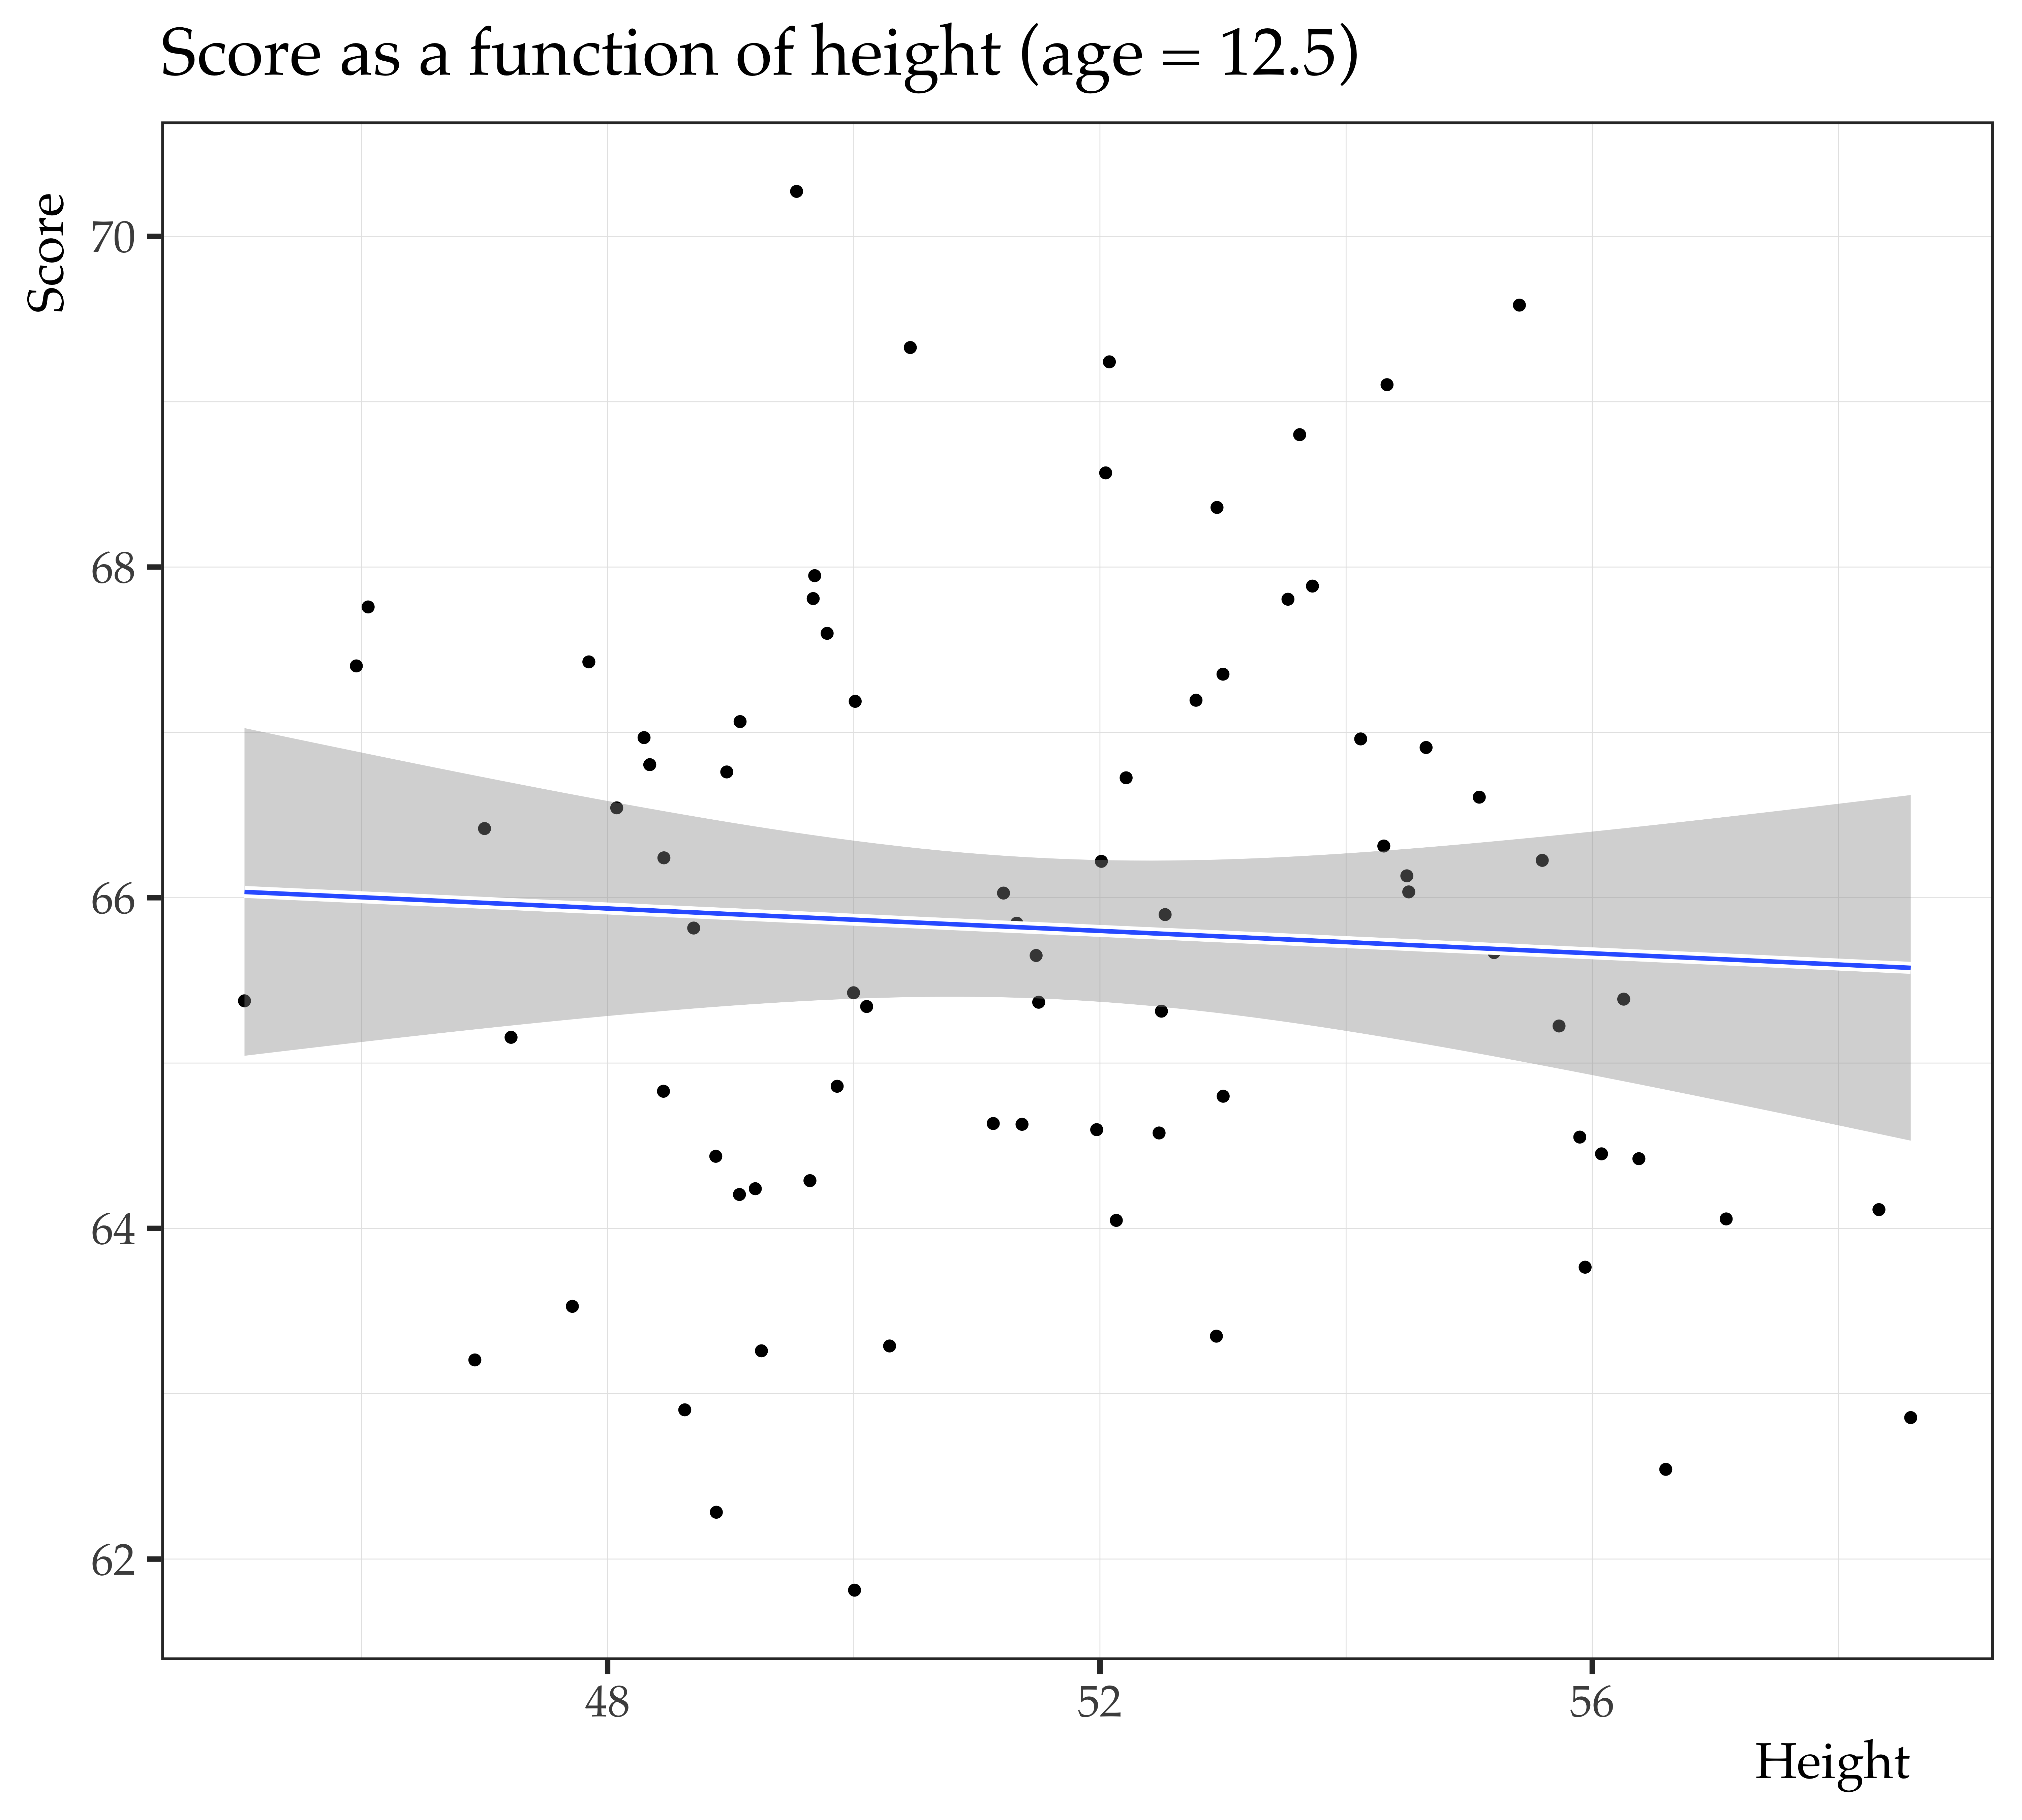 Score as a function of height (age = 12.5)
Score
70
68
66
64
62
48
52
56
Height